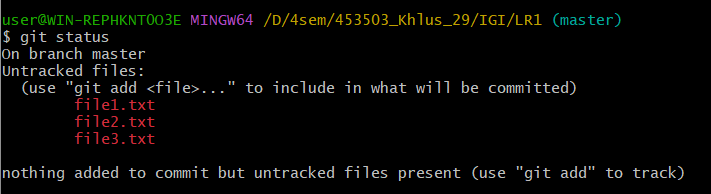 user@WIN-REPHKNT0O3E MINGW64 /D/4sem/453503_Khlus_29/IGI/LR1 (master)
$ git status
On branch master
Untracked files:
  (use "git add <file>..." to include in what will be committed)
        file1.txt
        file2.txt
        file3.txt

nothing added to commit but untracked files present (use "git add" to track)